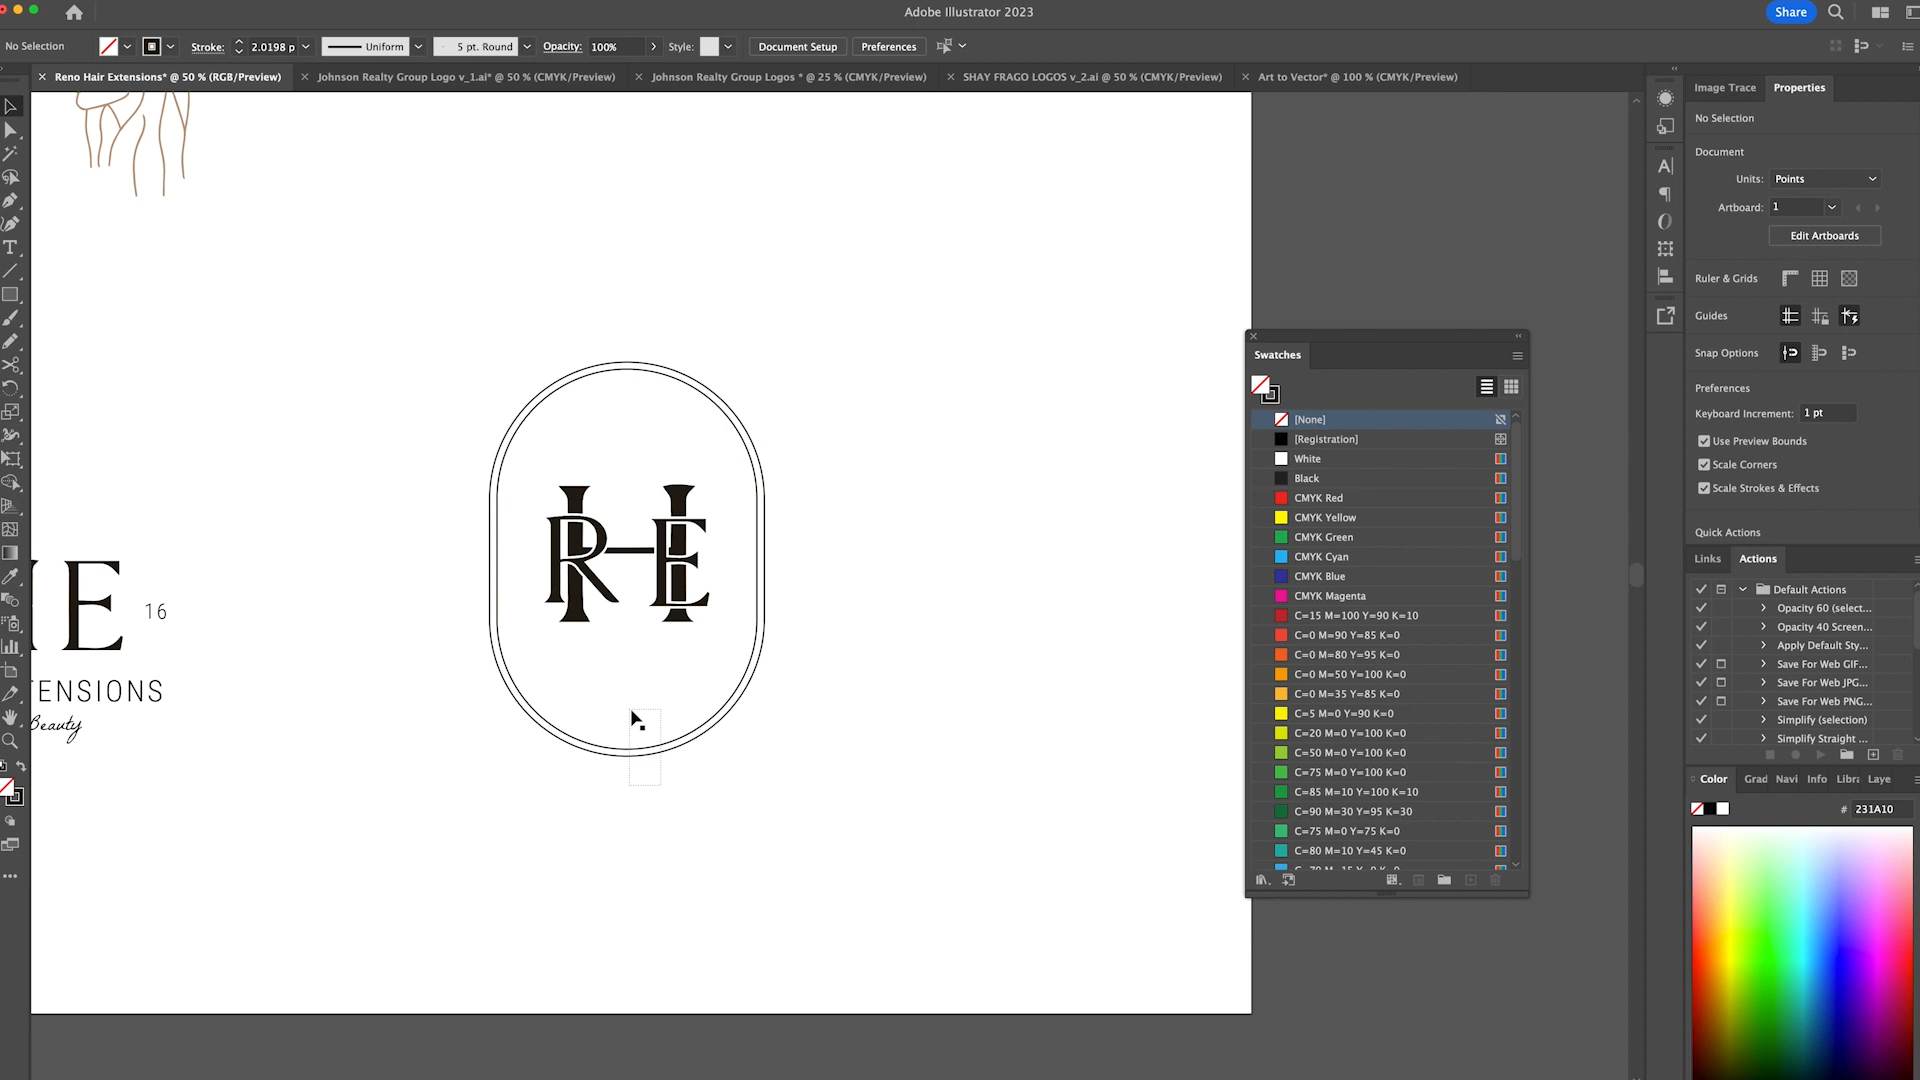 Adobe Illustrator 2023
Share
No Selection
Stroke:
2.0198 p
Uniform
5 pt. Round
Opacity:
100%
Style:
Document Setup
Preferences
Reno Hair Extensions* @ 50 % (RGB/Preview)
Johnson Realty Group Logo v_1.ai* @ 50 % (CMYK/Preview)
Johnson Realty Group Logos * @ 25 % (CMYK/Preview)
SHAY FRAGO LOGOS v_2.ai @ 50 % (CMYK/Preview)
Art to Vector* @ 100 % (CMYK/Preview)
E
16
TENSIONS
Beauty
RHE
Swatches
[None]
[Registration]
White
Black
CMYK Red
CMYK Yellow
CMYK Green
CMYK Cyan
CMYK Blue
CMYK Magenta
C=15 M=100 Y=90 K=10
C=0 M=90 Y=85 K=0
C=0 M=80 Y=95 K=0
C=0 M=50 Y=100 K=0
C=0 M=35 Y=85 K=0
C=5 M=0 Y=90 K=0
C=20 M=0 Y=100 K=0
C=50 M=0 Y=100 K=0
C=75 M=0 Y=100 K=0
C=85 M=10 Y=100 K=10
C=90 M=30 Y=95 K=30
C=75 M=0 Y=75 K=0
C=80 M=10 Y=45 K=0
Image Trace
Properties
No Selection
Document
Units:
Points
Artboard:
1
Edit Artboards
Ruler & Grids
Guides
Snap Options
Preferences
Keyboard Increment:
1 pt
Use Preview Bounds
Scale Corners
Scale Strokes & Effects
Quick Actions
Links
Actions
Default Actions
Opacity 60 (select...
Opacity 40 Screen...
Apply Default Sty...
Save For Web GIF...
Save For Web JPG...
Save For Web PNG...
Simplify (selection)
Simplify Straight ...
Color
Grad
Navi
Info
Libra
Laye
# 231A10